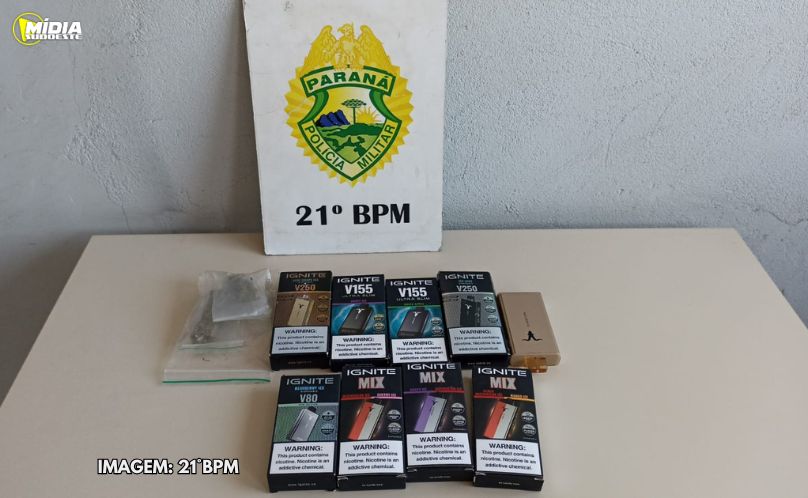 MÍDIA
SUDOESTE
PARANÁ
POLÍCIA MILITAR
21º BPM
IGNITE
V250
WARNING:
This product contains
nicotine. Nicotine is an
addictive chemical.
IGNITE
V155
ULTRA SLIM
WARNING:
This product contains
nicotine. Nicotine is an
addictive chemical.
IGNITE
V155
ULTRA SLIM
WARNING:
This product contains
nicotine. Nicotine is an
addictive chemical.
IGNITE
V250
WARNING:
This product contains
nicotine. Nicotine is an
addictive chemical.
IGNITE
V80
WARNING:
This product contains
nicotine. Nicotine is an
addictive chemical.
IGNITE
MIX
WARNING:
This product contains
nicotine. Nicotine is an
addictive chemical.
IGNITE
MIX
WARNING:
This product contains
nicotine. Nicotine is an
addictive chemical.
IGNITE
MIX
WARNING:
This product contains
nicotine. Nicotine is an
addictive chemical.
IMAGEM: 21°BPM